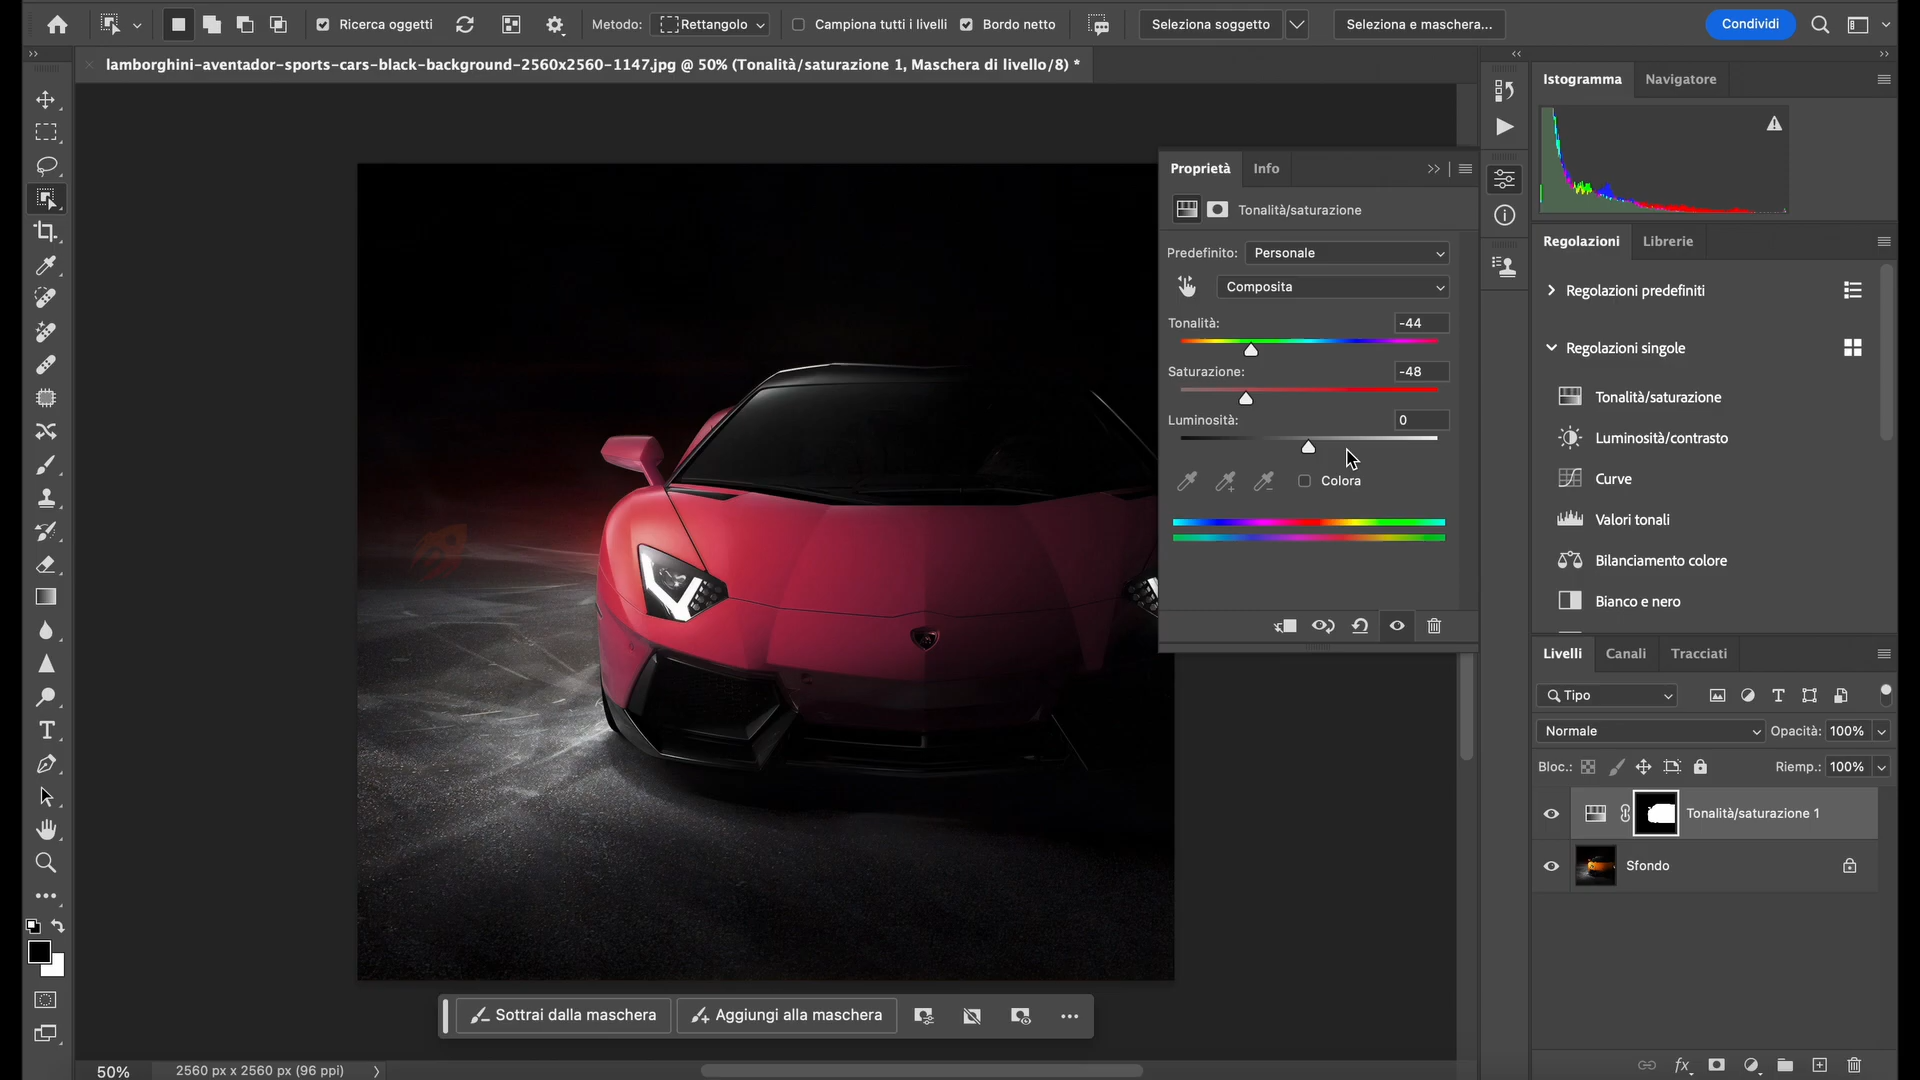 Ricerca oggetti
Metodo:
Rettangolo
Campiona tutti i livelli
Bordo netto
Seleziona soggetto
Seleziona e maschera...
Condividi
lamborghini-aventador-sports-cars-black-background-2560x2560-1147.jpg @ 50% (Tonalità/saturazione 1, Maschera di livello/8) *
Istogramma
Navigatore
Proprietà
Info
Tonalità/saturazione
Predefinito:
Personale
Composita
Tonalità:
-44
Saturazione:
-48
Luminosità:
0
Colora
Regolazioni
Librerie
Regolazioni predefiniti
Regolazioni singole
Tonalità/saturazione
Luminosità/contrasto
Curve
Valori tonali
Bilanciamento colore
Bianco e nero
Livelli
Canali
Tracciati
Tipo
Normale
Opacità:
100%
Bloc.:
Riemp.:
100%
Tonalità/saturazione 1
Sfondo
Sottrai dalla maschera
Aggiungi alla maschera
50%
2560 px x 2560 px (96 ppi)